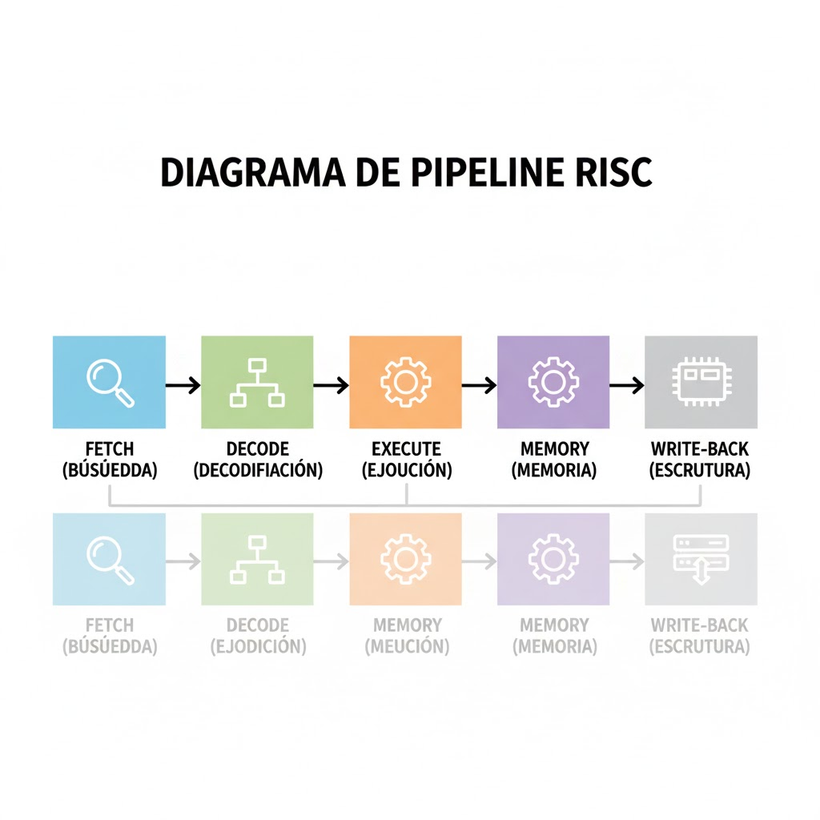 DIAGRAMA DE PIPELINE RISC
FETCH
(BÚSÚEDDA)
DECODE
(DECODIFIACIÓN)
EXECUTE
(EJOUCIÓN)
MEMORY
(MEMORIA)
WRITE-BACK
(ESCRUTURA)
FETCH
(BÚSÚEDDA)
DECODE
(EJODICIÓN)
MEMORY
(MEUCIÓN)
MEMORY
(MEMORIA)
WRITE-BACK
(ESCRUTURA)